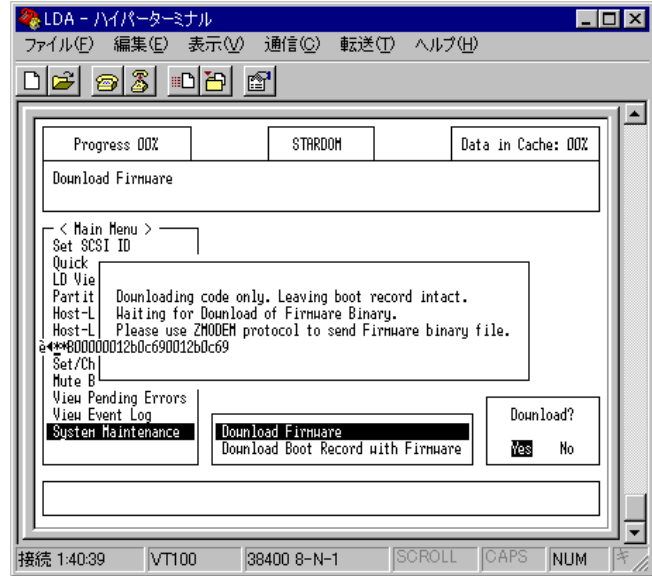 LDA - ハイパーターミナル
ファイル(F) 編集(E) 表示(V) 通信(C) 転送(T) ヘルプ(H)
Progress 00% STARDOM Data in Cache: 00%
Download Firmware
< Main Menu >
Set SCSI ID
Quick
LD Vie
Partit Downloading code only. Leaving boot record intact.
Host-L Waiting for Download of Firmware Binary.
Host-L Please use ZMODEM protocol to send Firmware binary file.
è◄**B00000012b0c690012b0c69
Set/Ch
Mute B
View Pending Errors
View Event Log Download?
System Maintenance Download Firmware
Download Boot Record with Firmware Yes No
接続 1:40:39 VT100 38400 8-N-1 SCROLL CAPS NUM キ